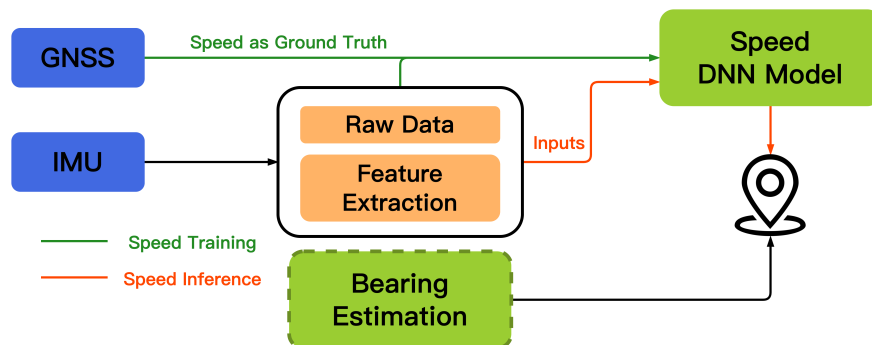 GNSS
Speed as Ground Truth
Speed
DNN Model
Raw Data
Inputs
IMU
Feature
Extraction
Speed Training
Speed Inference
Bearing
Estimation